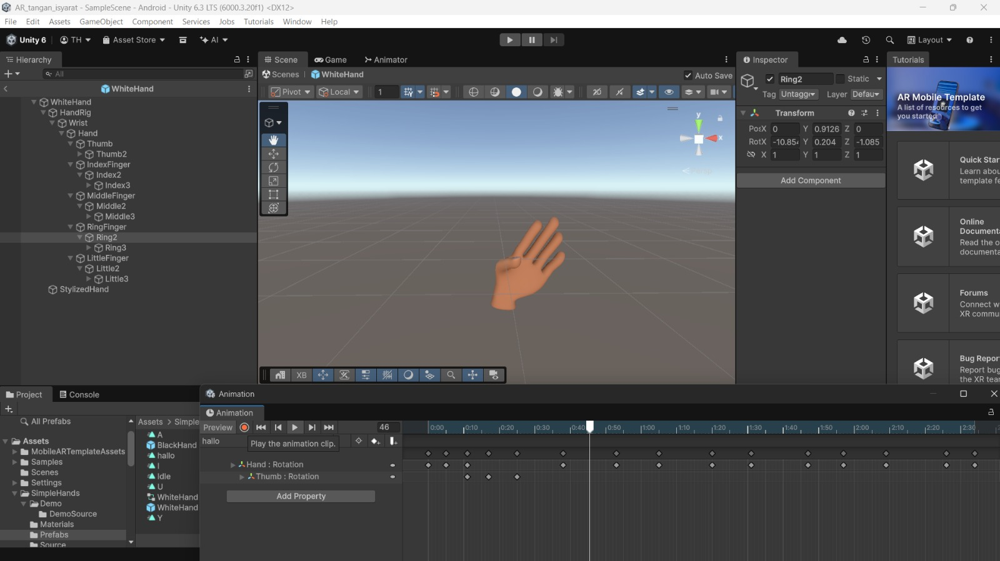 AR_tangan_isyarat - SampleScene - Android - Unity 6.3 LTS (6000.3.20f1) <DX12>
File Edit Assets GameObject Component Services Jobs Tutorials Window Help
Unity 6 TH Asset Store AI Layout
Hierarchy
All
WhiteHand
WhiteHand
HandRig
Wrist
Hand
Thumb
Thumb2
IndexFinger
Index2
Index3
MiddleFinger
Middle2
Middle3
RingFinger
Ring2
Ring3
LittleFinger
Little2
Little3
StylizedHand
Scene Game Animator
Scenes WhiteHand Auto Save
Pivot Local 1 2D
y
x
XB
Inspector
Ring2 Static
Tag Untagg Layer Defau
Transform
Pos X 0 Y 0.9126 Z 0
Rot X -10.854 Y 0.204 Z -1.085
X 1 Y 1 Z 1
Add Component
Tutorials
AR Mobile Template
A list of resources to get
you started
Quick Star
Learn abou
template fe
Online
Documenta
Read the o
documenta
Forums
Connect w
XR commu
Bug Repor
Report bug
the XR tea
Project Console
All Prefabs
Assets
MobileARTemplateAssets
Samples
Scenes
Settings
SimpleHands
Demo
DemoSource
Materials
Prefabs
Source
Assets > Simple
A
BlackHand
hallo
I
Idle
U
WhiteHand
WhiteHand
Y
Animation
Animation
Preview 46
0:00 0:10 0:20 0:30 0:40 0:50 1:00 1:10 1:20 1:30 1:40 1:50 2:00 2:10 2:20 2:30
hallo
Play the animation clip.
Hand : Rotation
Thumb : Rotation
Add Property